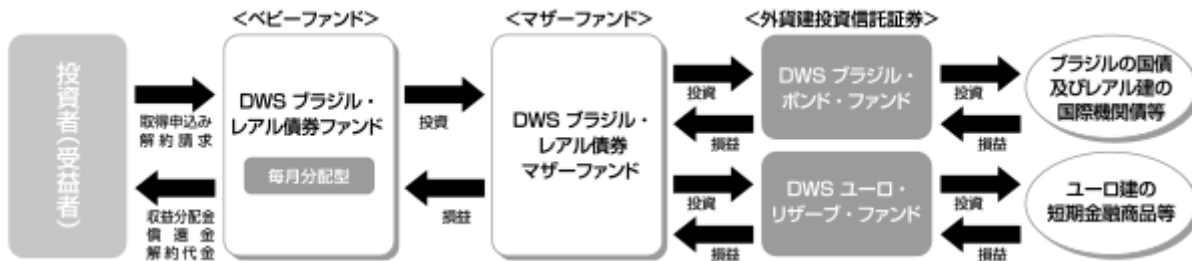 <ベビーファンド>
<マザーファンド>
<外貨建投資信託証券>
投資者(受益者)
取得申込み
解約請求
収益分配金
償還金
解約代金
DWS ブラジル・
レアル債券ファンド
毎月分配型
投資
損益
DWS ブラジル・
レアル債券
マザーファンド
投資
損益
投資
損益
DWS ブラジル・
ボンド・ファンド
DWS ユーロ・
リザーブ・ファンド
投資
損益
投資
損益
ブラジルの国債
及びレアル建の
国際機関債等
ユーロ建の
短期金融商品等